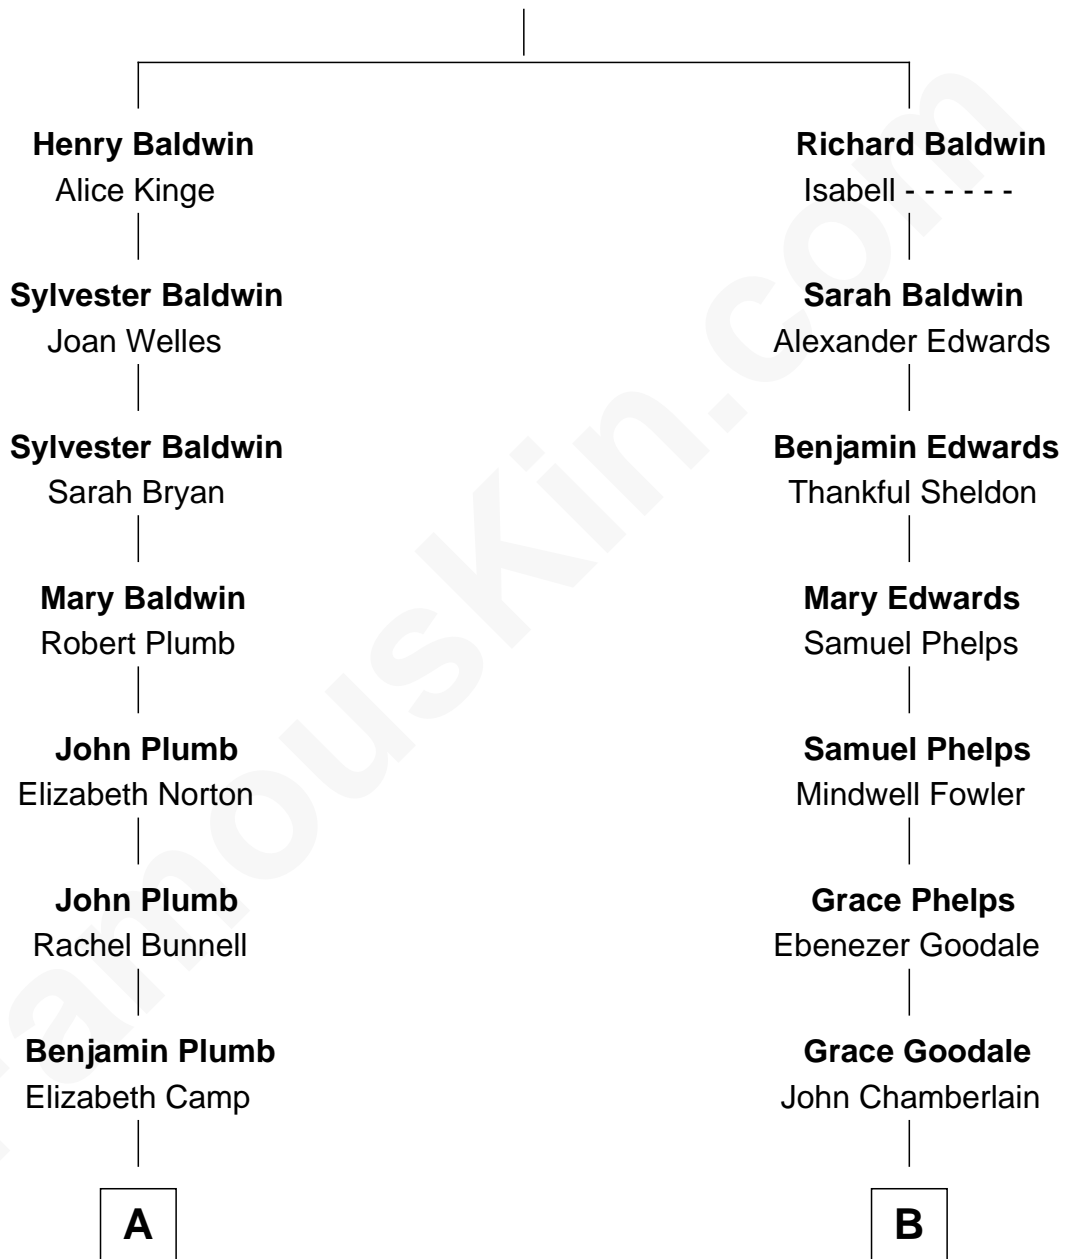 Henry Baldwin
Alice Kinge
Sylvester Baldwin
Joan Welles
Sylvester Baldwin
Sarah Bryan
Mary Baldwin
Robert Plumb
John Plumb
Elizabeth Norton
John Plumb
Rachel Bunnell
Benjamin Plumb
Elizabeth Camp
A
Richard Baldwin
Isabell - - - - - -
Sarah Baldwin
Alexander Edwards
Benjamin Edwards
Thankful Sheldon
Mary Edwards
Samuel Phelps
Samuel Phelps
Mindwell Fowler
Grace Phelps
Ebenezer Goodale
Grace Goodale
John Chamberlain
B
FamousKin.com